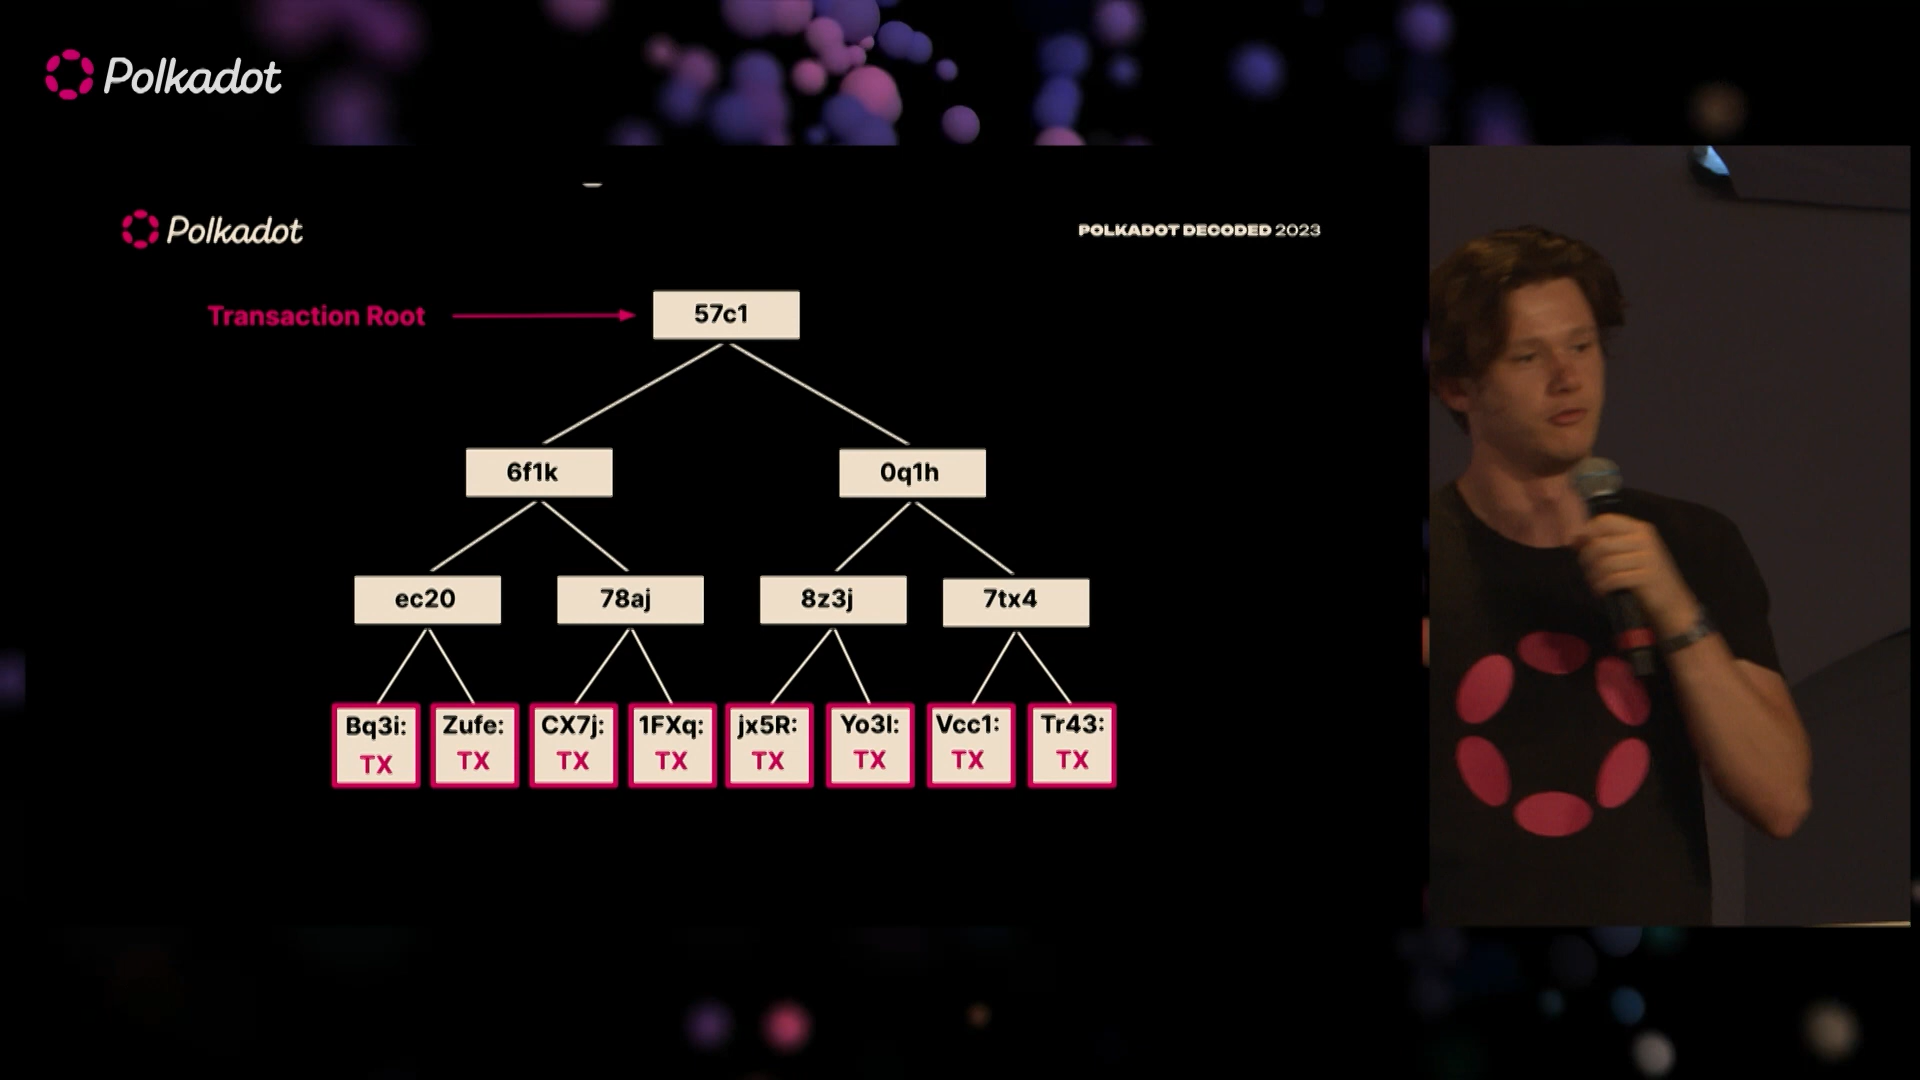 Polkadot
Polkadot
POLKADOT DECODED 2023
Transaction Root
57c1
6f1k
0q1h
ec20
78aj
8z3j
7tx4
Bq3i:
TX
Zufe:
TX
CX7j:
TX
1FXq:
TX
jx5R:
TX
Yo3l:
TX
Vcc1:
TX
Tr43:
TX